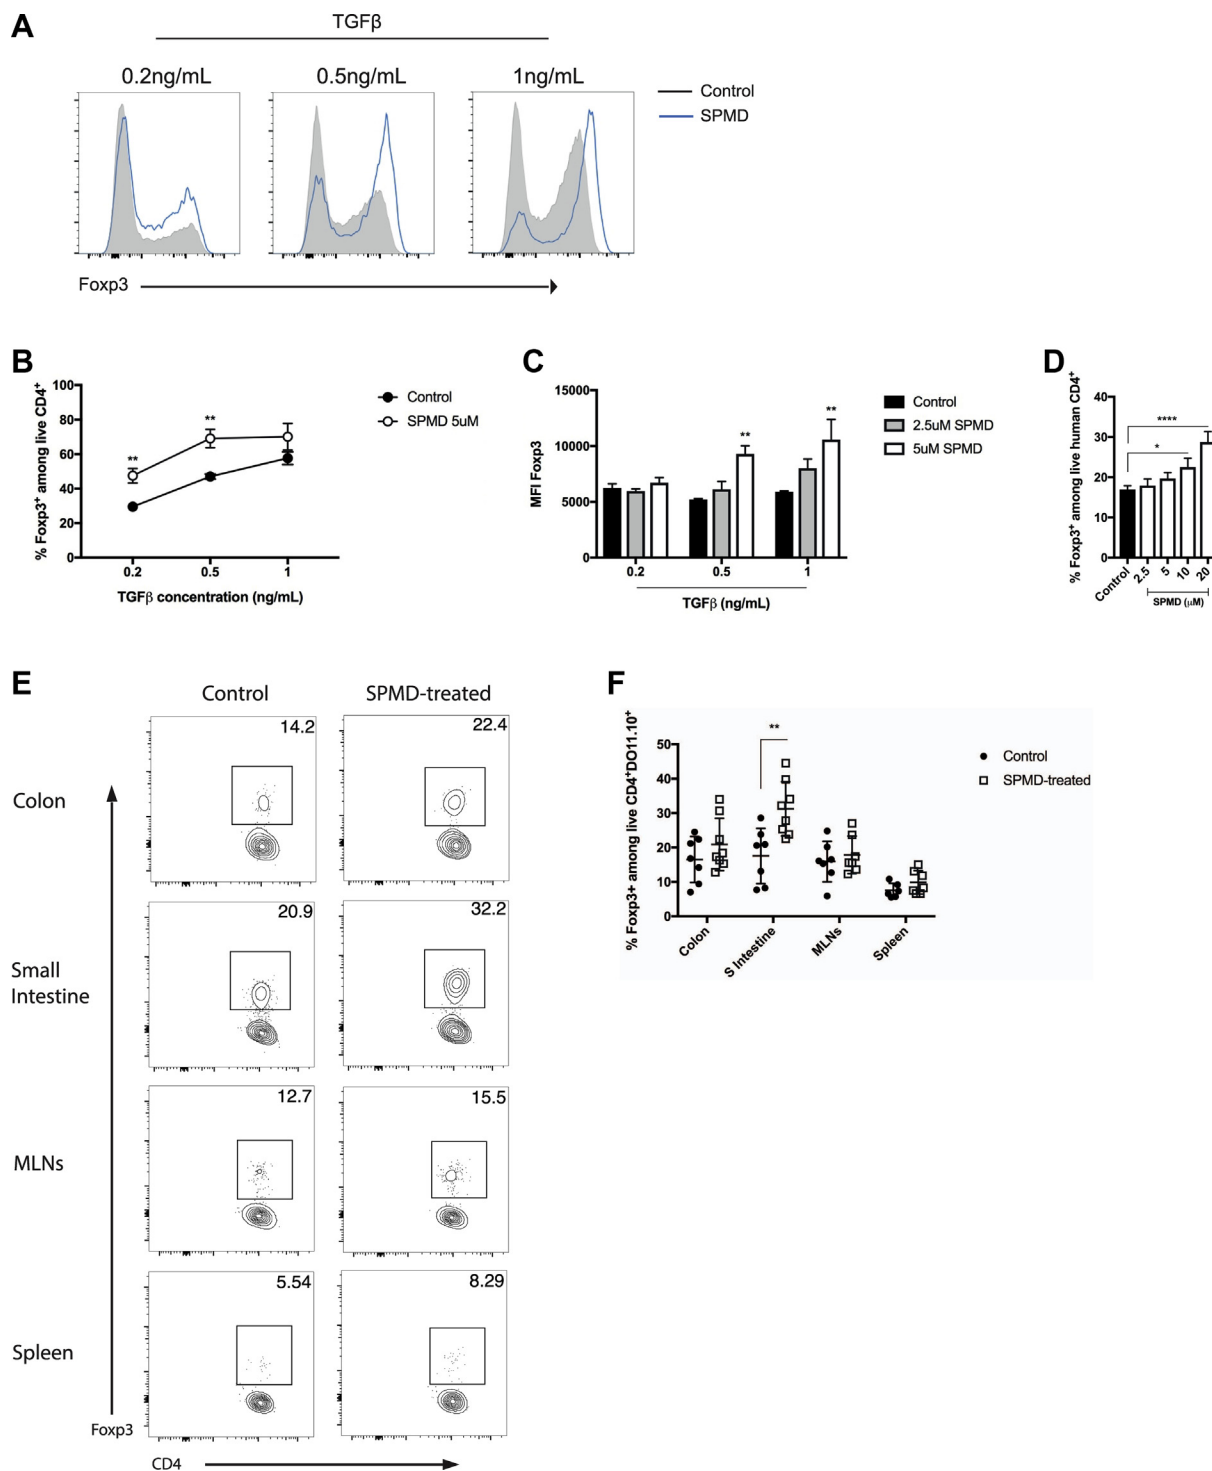 A
TGFβ
0.2ng/mL
0.5ng/mL
1ng/mL
Control
SPMD
Foxp3
B
% Foxp3⁺ among live CD4⁺
100
80
60
40
20
0
**
**
0.2
0.5
1
TGFβ concentration (ng/mL)
Control
SPMD 5uM
C
MFI Foxp3
15000
10000
5000
0
**
**
0.2
0.5
1
TGFβ (ng/mL)
Control
2.5uM SPMD
5uM SPMD
D
% Foxp3⁺ among live human CD4⁺
40
30
20
10
0
****
*
Control
2.5
5
10
20
SPMD (μM)
E
Control
SPMD-treated
Colon
14.2
22.4
Small
Intestine
20.9
32.2
MLNs
12.7
15.5
Spleen
5.54
8.29
Foxp3
CD4
F
% Foxp3+ among live CD4⁺DO11.10⁺
50
40
30
20
10
0
**
Colon
S Intestine
MLNs
Spleen
Control
SPMD-treated